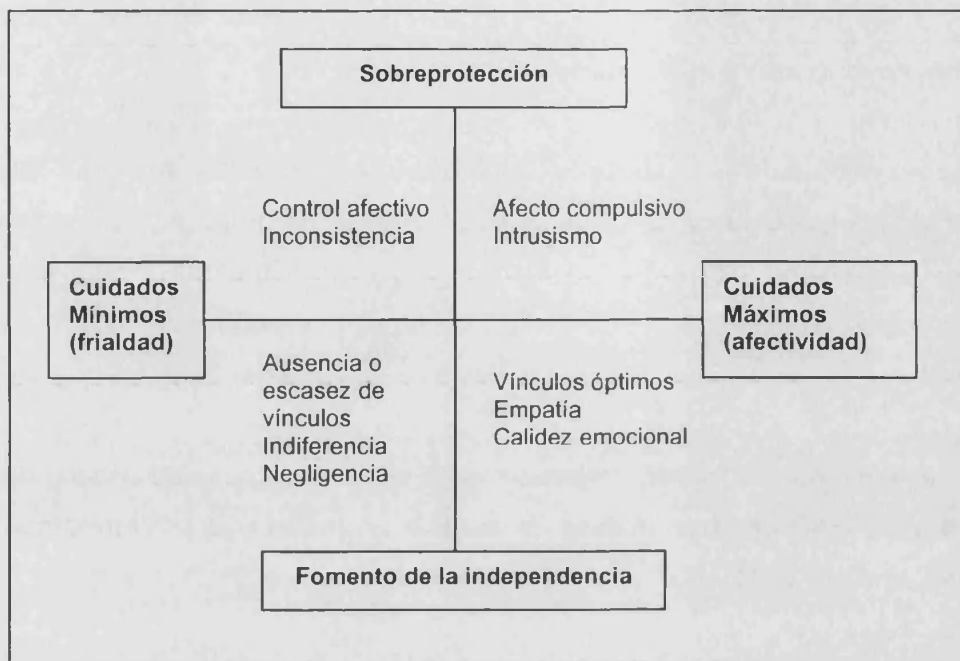 Sobreprotección
Control afectivo
Inconsistencia
Afecto compulsivo
Intrusismo
Cuidados
Mínimos
(frialdad)
Cuidados
Máximos
(afectividad)
Ausencia o
escasez de
vínculos
Indiferencia
Negligencia
Vínculos óptimos
Empatía
Calidez emocional
Fomento de la independencia